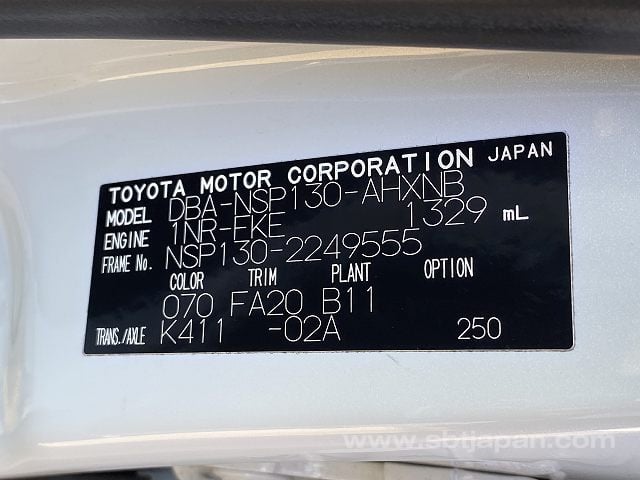 TOYOTA MOTOR CORPORATION JAPAN
MODEL DBA-NSP130-AHXNB
ENGINE 1NR-FKE 1329 mL
FRAME No. NSP130-2249555
COLOR TRIM PLANT OPTION
070 FA20 B11
TRANS./AXLE K411 -02A 250
www.sbtjapan.com